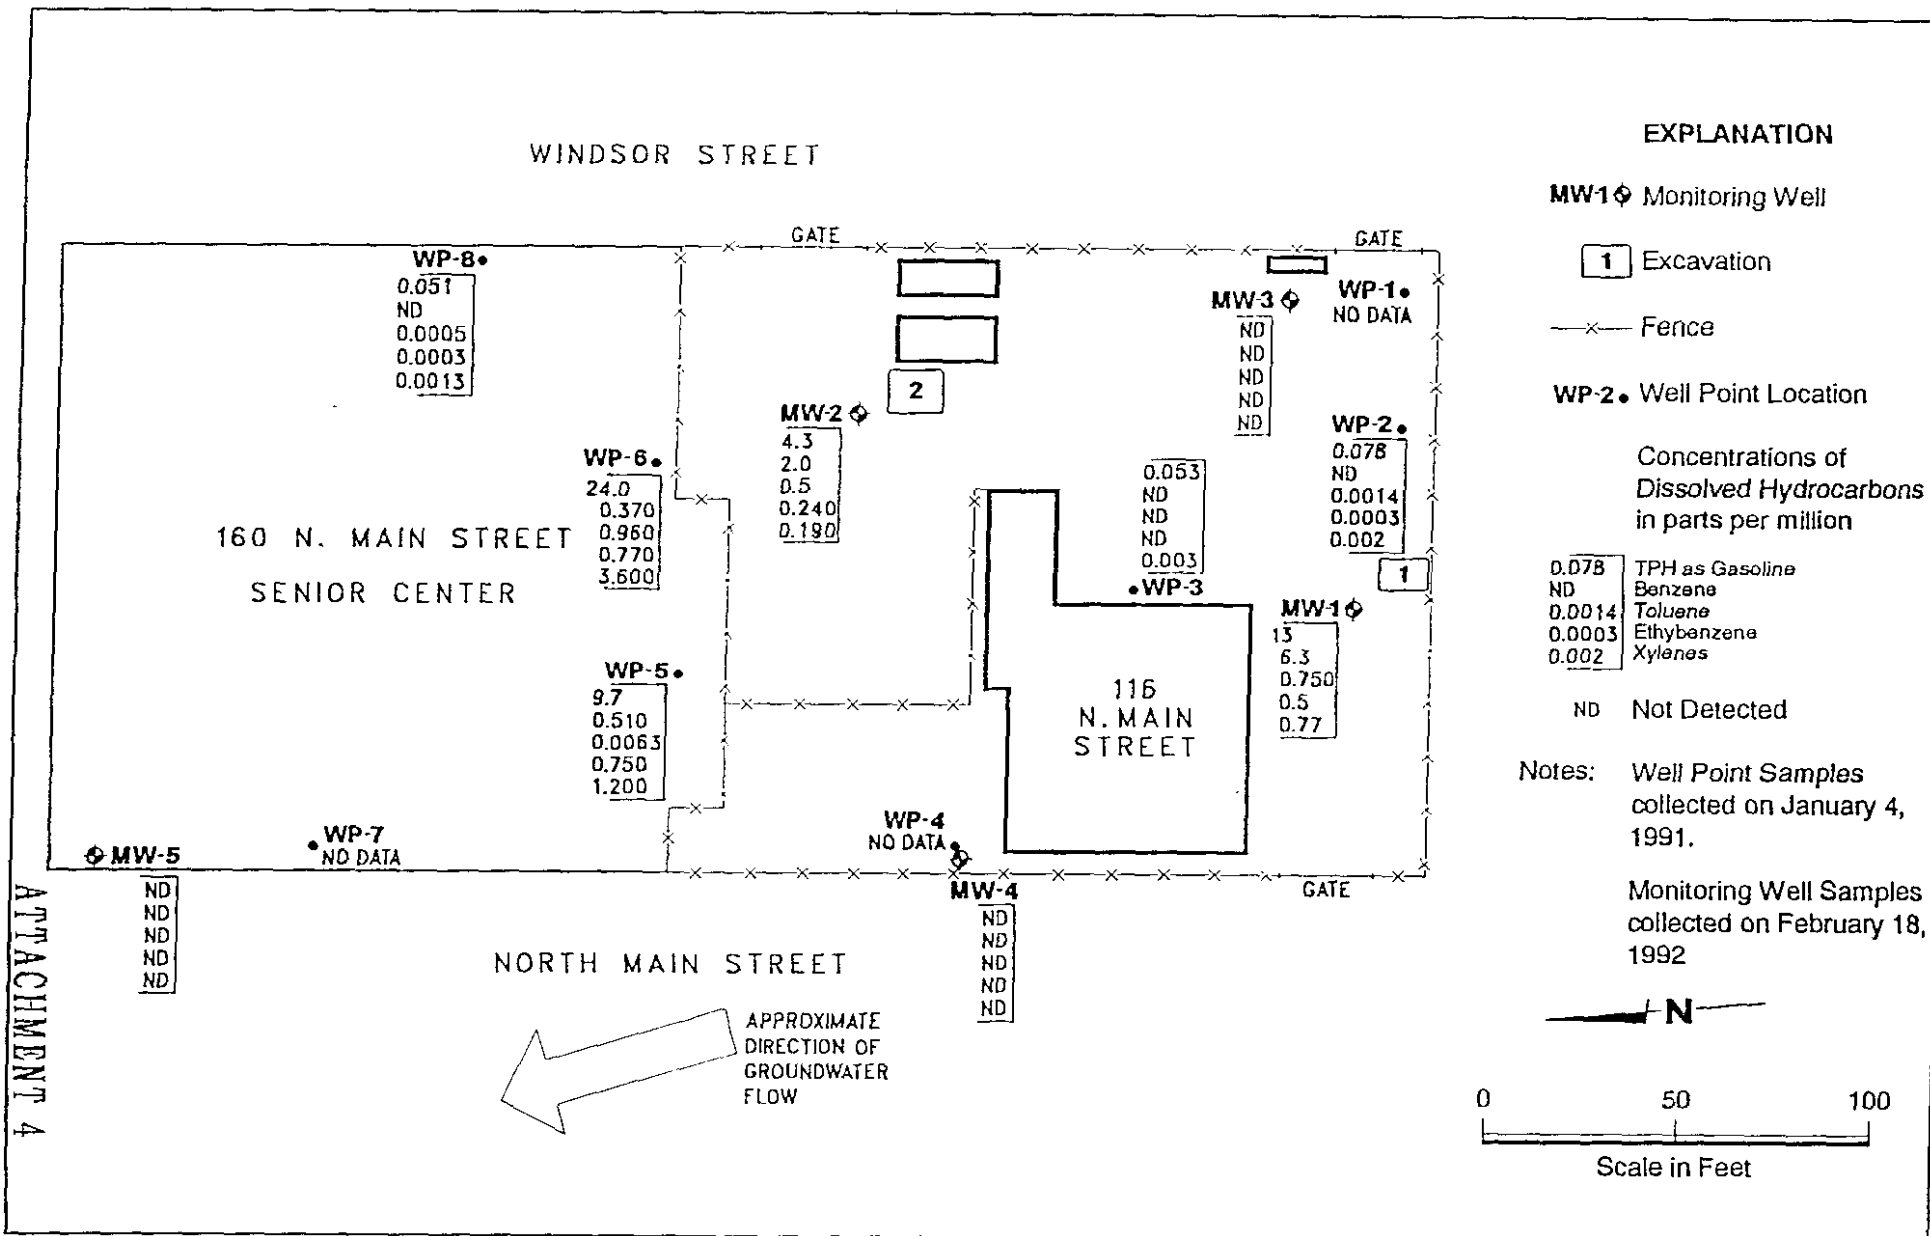 WINDSOR STREET
GATE
GATE
WP-8
0.051
ND
0.0005
0.0003
0.0013
MW-3
ND
ND
ND
ND
ND
WP-1
NO DATA
2
MW-2
4.3
2.0
0.5
0.240
0.190
WP-6
24.0
0.370
0.960
0.770
3.600
WP-2
0.078
ND
0.0014
0.0003
0.002
0.053
ND
ND
ND
0.003
WP-3
1
MW-1
13
6.3
0.750
0.5
0.77
160 N. MAIN STREET
SENIOR CENTER
WP-5
9.7
0.510
0.0063
0.750
1.200
116
N. MAIN
STREET
WP-4
NO DATA
WP-7
NO DATA
MW-5
ND
ND
ND
ND
ND
MW-4
ND
ND
ND
ND
ND
GATE
NORTH MAIN STREET
APPROXIMATE
DIRECTION OF
GROUNDWATER
FLOW
ATTACHMENT 4
EXPLANATION
MW-1 Monitoring Well
1 Excavation
Fence
WP-2 Well Point Location
Concentrations of
Dissolved Hydrocarbons
in parts per million
0.078 TPH as Gasoline
ND Benzene
0.0014 Toluene
0.0003 Ethybenzene
0.002 Xylenes
ND Not Detected
Notes: Well Point Samples
collected on January 4,
1991.
Monitoring Well Samples
collected on February 18,
1992
N
0 50 100
Scale in Feet